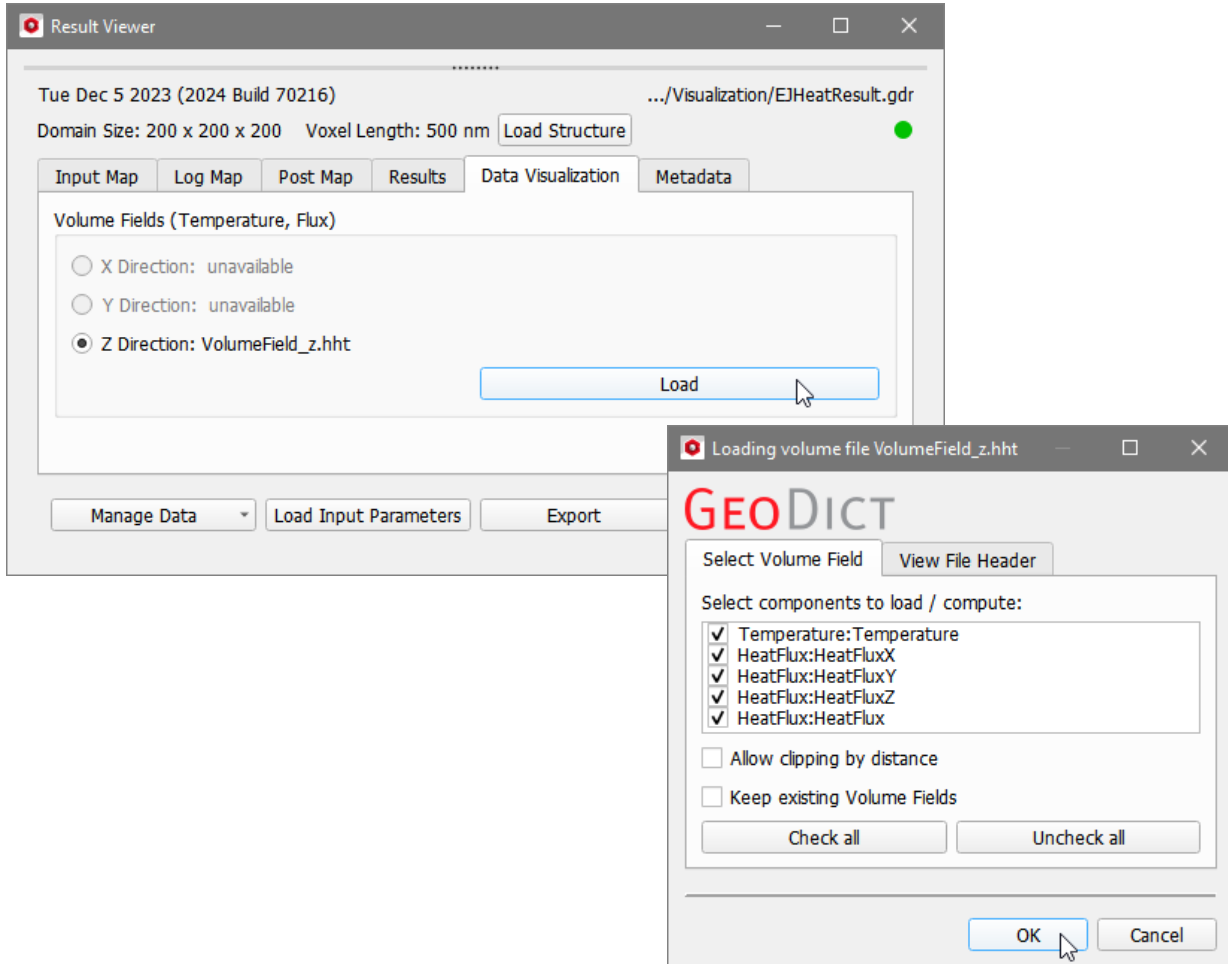 Result Viewer
Tue Dec 5 2023 (2024 Build 70216) .../Visualization/EJHeatResult.gdr
Domain Size: 200 x 200 x 200 Voxel Length: 500 nm Load Structure
Input Map Log Map Post Map Results Data Visualization Metadata
Volume Fields (Temperature, Flux)
X Direction: unavailable
Y Direction: unavailable
Z Direction: VolumeField_z.hht
Load
Manage Data Load Input Parameters Export
Loading volume file VolumeField_z.hht
GEODICT
Select Volume Field View File Header
Select components to load / compute:
Temperature:Temperature
HeatFlux:HeatFluxX
HeatFlux:HeatFluxY
HeatFlux:HeatFluxZ
HeatFlux:HeatFlux
Allow clipping by distance
Keep existing Volume Fields
Check all Uncheck all
OK Cancel